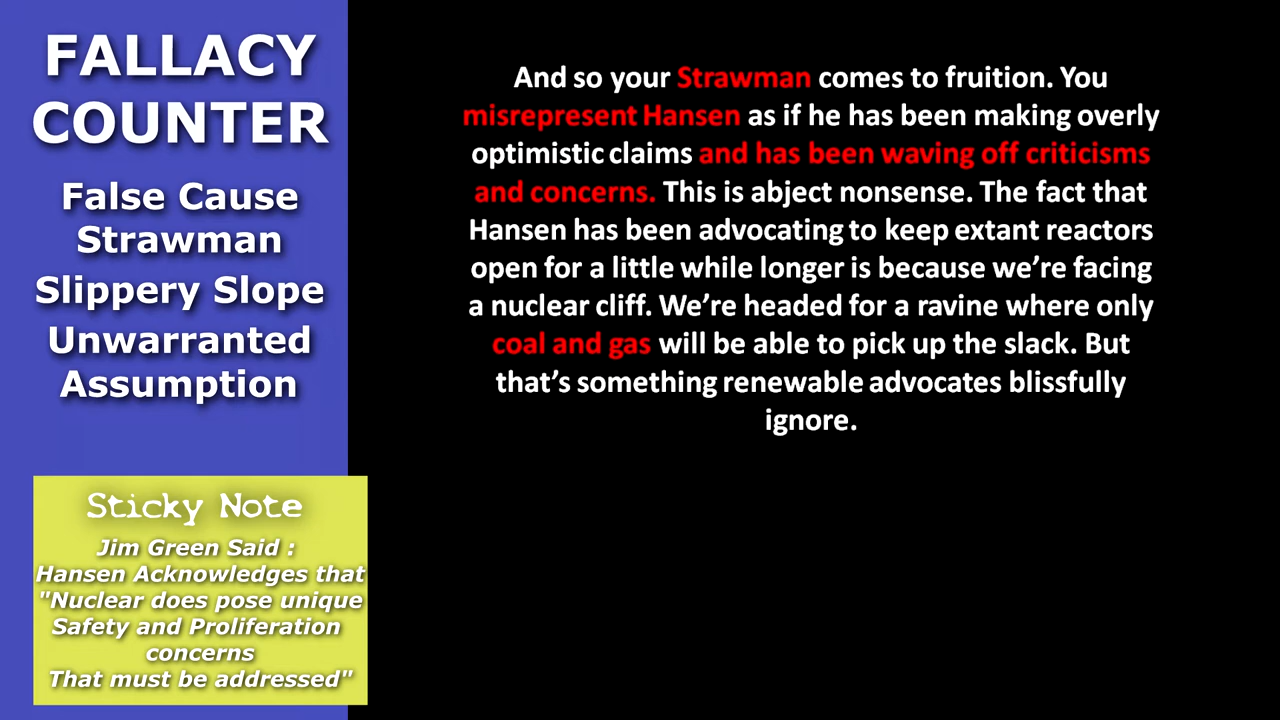 FALLACY
COUNTER
False Cause
Strawman
Slippery Slope
Unwarranted
Assumption
Sticky Note
Jim Green Said :
Hansen Acknowledges that
"Nuclear does pose unique
Safety and Proliferation
concerns
That must be addressed"
And so your Strawman comes to fruition. You
misrepresent Hansen as if he has been making overly
optimistic claims and has been waving off criticisms
and concerns. This is abject nonsense. The fact that
Hansen has been advocating to keep extant reactors
open for a little while longer is because we’re facing
a nuclear cliff. We’re headed for a ravine where only
coal and gas will be able to pick up the slack. But
that’s something renewable advocates blissfully
ignore.